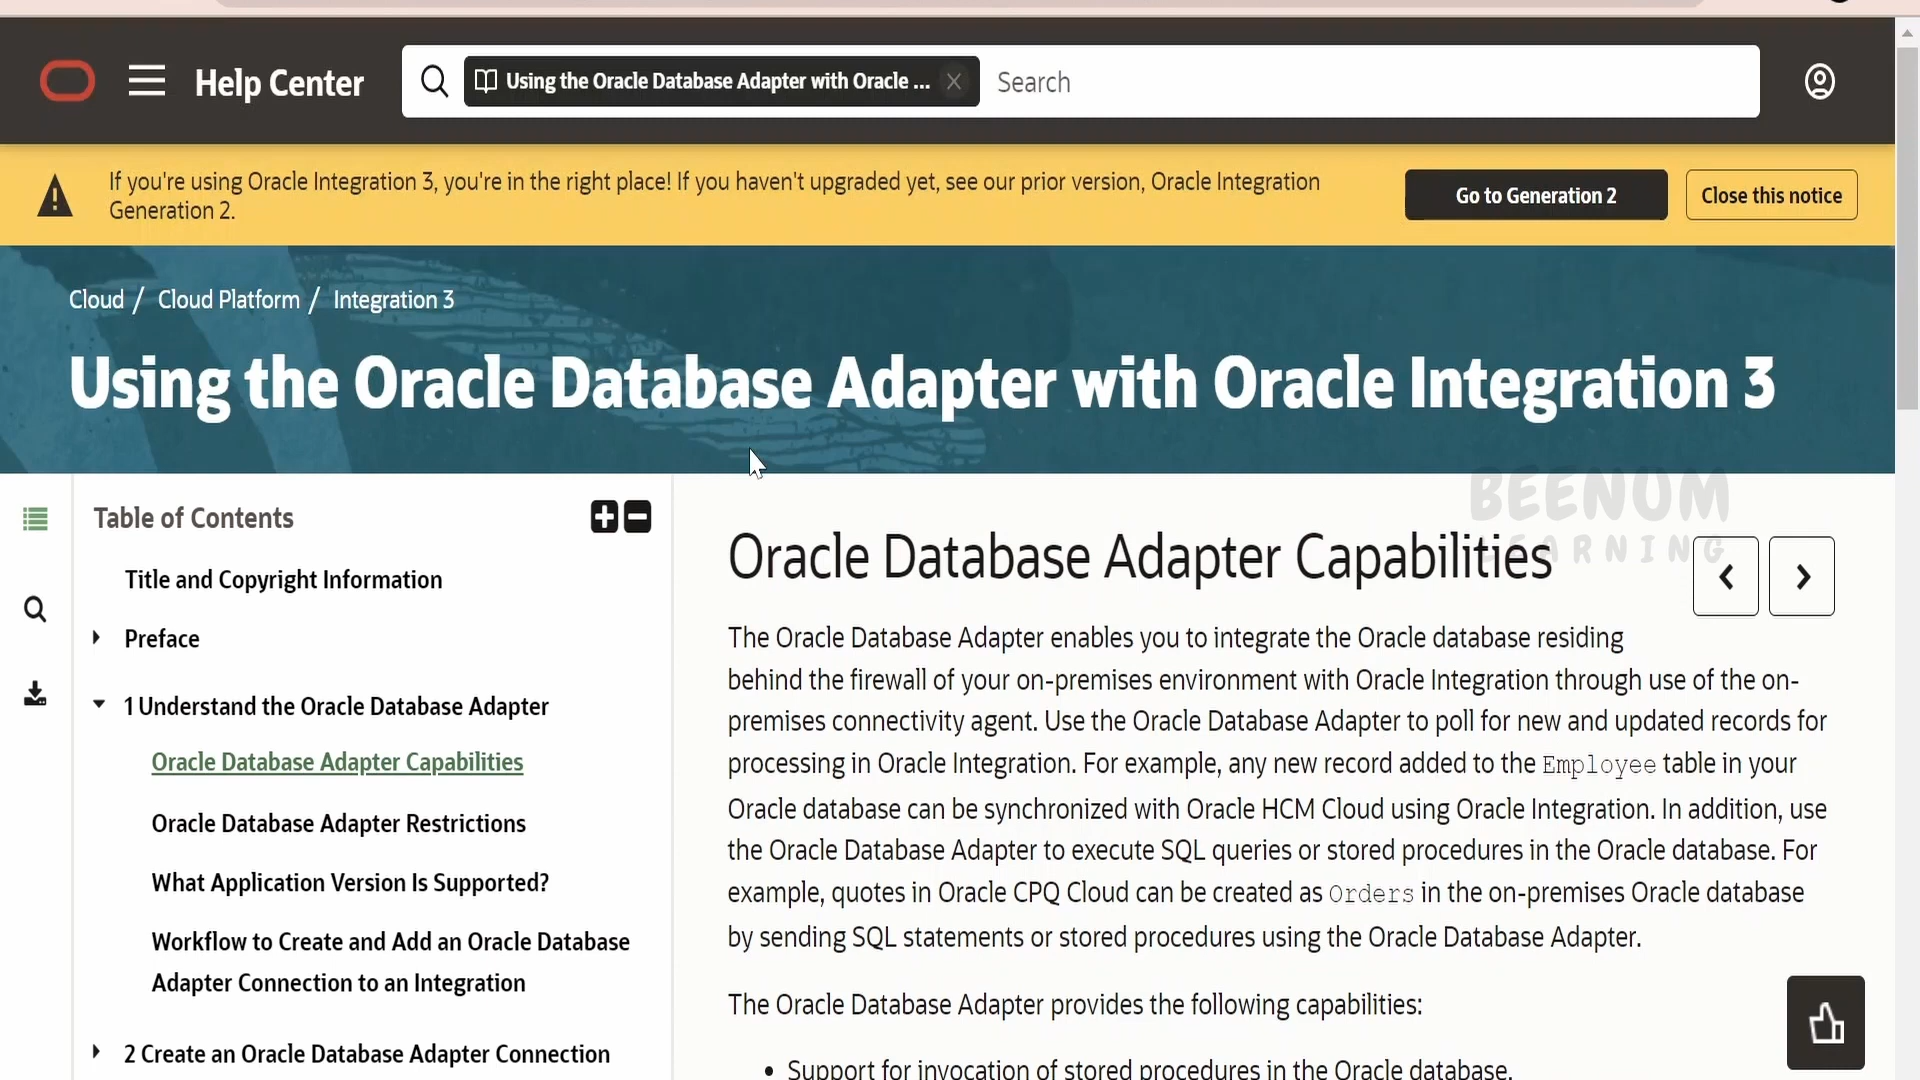 Help Center
Using the Oracle Database Adapter with Oracle ...
Search
If you're using Oracle Integration 3, you're in the right place! If you haven't upgraded yet, see our prior version, Oracle Integration
Generation 2.
Go to Generation 2
Close this notice
Cloud / Cloud Platform / Integration 3
Using the Oracle Database Adapter with Oracle Integration 3
Table of Contents
Title and Copyright Information
Preface
1 Understand the Oracle Database Adapter
Oracle Database Adapter Capabilities
Oracle Database Adapter Restrictions
What Application Version Is Supported?
Workflow to Create and Add an Oracle Database
Adapter Connection to an Integration
2 Create an Oracle Database Adapter Connection
BEENUM
LEARNING
Oracle Database Adapter Capabilities
The Oracle Database Adapter enables you to integrate the Oracle database residing
behind the firewall of your on-premises environment with Oracle Integration through use of the on-
premises connectivity agent. Use the Oracle Database Adapter to poll for new and updated records for
processing in Oracle Integration. For example, any new record added to the Employee table in your
Oracle database can be synchronized with Oracle HCM Cloud using Oracle Integration. In addition, use
the Oracle Database Adapter to execute SQL queries or stored procedures in the Oracle database. For
example, quotes in Oracle CPQ Cloud can be created as Orders in the on-premises Oracle database
by sending SQL statements or stored procedures using the Oracle Database Adapter.
The Oracle Database Adapter provides the following capabilities:
• Support for invocation of stored procedures in the Oracle database.